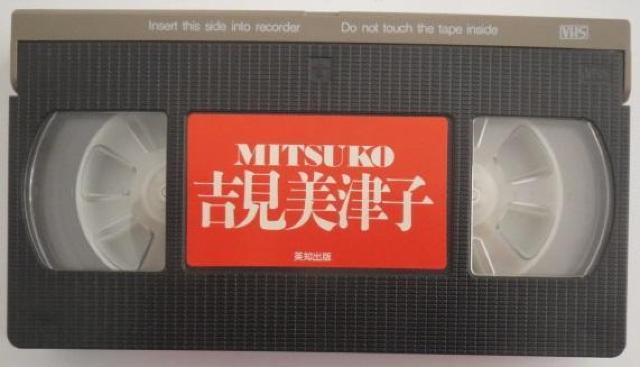 Insert this side into recorder
Do not touch the tape inside
VHS
MITSUKO
吉見美津子
英知出版